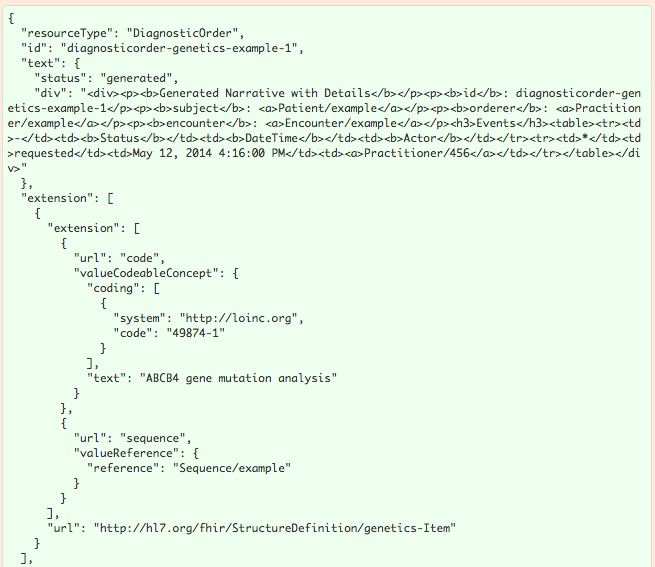 {
  "resourceType": "DiagnosticOrder",
  "id": "diagnosticorder-genetics-example-1",
  "text": {
    "status": "generated",
    "div": "<div><p><b>Generated Narrative with Details</b></p><p><b>id</b>: diagnosticorder-gen
etics-example-1</p><p><b>subject</b>: <a>Patient/example</a></p><p><b>orderer</b>: <a>Practition
er/example</a></p><p><b>encounter</b>: <a>Encounter/example</a></p><h3>Events</h3><table><tr><td
>-</td><td><b>Status</b></td><td><b>DateTime</b></td><td><b>Actor</b></td></tr><tr><td>*</td><td
>requested</td><td>May 12, 2014 4:16:00 PM</td><td><a>Practitioner/456</a></td></tr></table></di
v>"
  },
  "extension": [
    {
      "extension": [
        {
          "url": "code",
          "valueCodeableConcept": {
            "coding": [
              {
                "system": "http://loinc.org",
                "code": "49874-1"
              }
            ],
            "text": "ABCB4 gene mutation analysis"
          }
        },
        {
          "url": "sequence",
          "valueReference": {
            "reference": "Sequence/example"
          }
        }
      ],
      "url": "http://hl7.org/fhir/StructureDefinition/genetics-Item"
    }
  ],